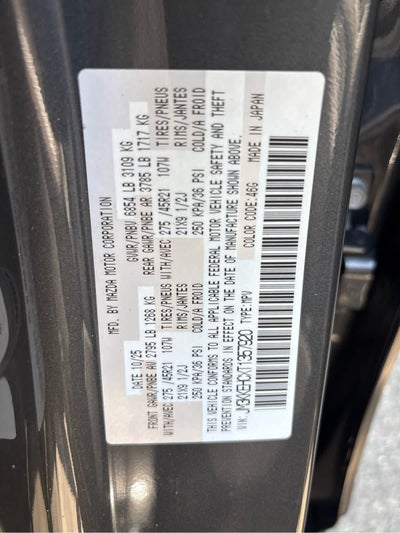 MFD. BY MAZDA MOTOR CORPORATION
DATE: 10/25 GVWR/PNBV 6854 LB 3109 KG
FRONT GAWR/PNBE AV 2795 LB 1268 KG REAR GAWR/PNBE AR 3785 LB 1717 KG
WITH/AVEC 275 /45R21 107W TIRES/PNEUS WITH/AVEC 275 /45R21 107W TIRES/PNEUS
21X9 1/2J RIMS/JANTES 21X9 1/2J RIMS/JANTES
250 KPA/36 PSI COLD/A FROID 250 KPA/36 PSI COLD/A FROID
THIS VEHICLE CONFORMS TO ALL APPLICABLE FEDERAL MOTOR VEHICLE SAFETY AND THEFT
PREVENTION STANDARDS IN EFFECT ON THE DATE OF MANUFACTURE SHOWN ABOVE.
JM3KKEHCXT1357920 TYPE: MPV COLOR CODE: 46G MADE IN JAPAN